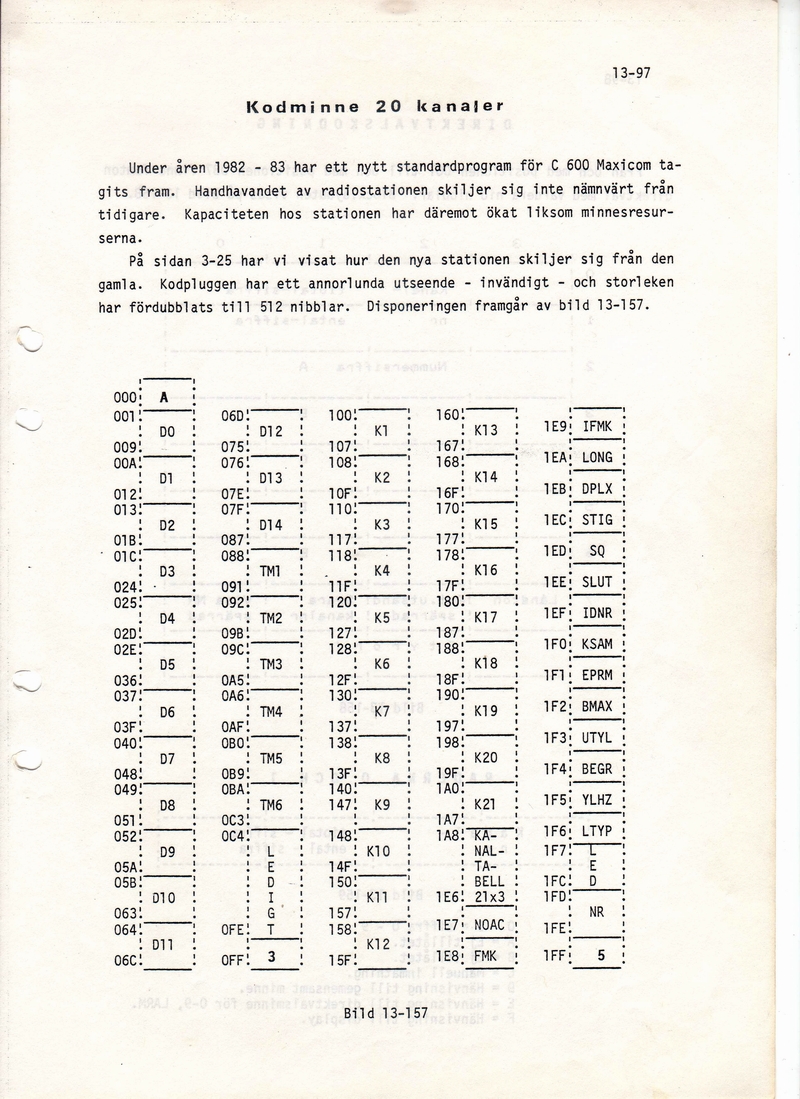 13-97
Kodminne 20 kanaler
Under åren 1982 - 83 har ett nytt standardprogram för C 600 Maxicom ta-
gits fram. Handhavandet av radiostationen skiljer sig inte nämnvärt från
tidigare. Kapaciteten hos stationen har däremot ökat liksom minnesresur-
serna.
På sidan 3-25 har vi visat hur den nya stationen skiljer sig från den
gamla. Kodpluggen har ett annorlunda utseende - invändigt - och storleken
har fördubblats till 512 nibblar. Disponeringen framgår av bild 13-157.
000 A
001 D0 009
00A D1 012
013 D2 01B
01C D3 024
025 D4 02D
02E D5 036
037 D6 03F
040 D7 048
049 D8 051
052 D9 05A
05B D10 063
064 D11 06C
06D D12 075
076 D13 07E
07F D14 087
088 TM1 091
092 TM2 09B
09C TM3 0A5
0A6 TM4 0AF
0B0 TM5 0B9
0BA TM6 0C3
0C4
L
E
D
I
G
0FE T
0FF 3
100 K1 107
108 K2 10F
110 K3 117
118 K4 11F
120 K5 127
128 K6 12F
130 K7 137
138 K8 13F
140 K9 147
148 K10 14F
150 K11 157
158 K12 15F
160 K13 167
168 K14 16F
170 K15 177
178 K16 17F
180 K17 187
188 K18 18F
190 K19 197
198 K20 19F
1A0 K21 1A7
1A8 KA-
NAL-
TA-
BELL
1E6 21x3
1E7 NOAC
1E8 FMK
1E9 IFMK
1EA LONG
1EB DPLX
1EC STIG
1ED SQ
1EE SLUT
1EF IDNR
1F0 KSAM
1F1 EPRM
1F2 BMAX
1F3 UTYL
1F4 BEGR
1F5 YLHZ
1F6 LTYP
1F7 L
E
1FC D
1FD NR 1FE
1FF 5
Bild 13-157